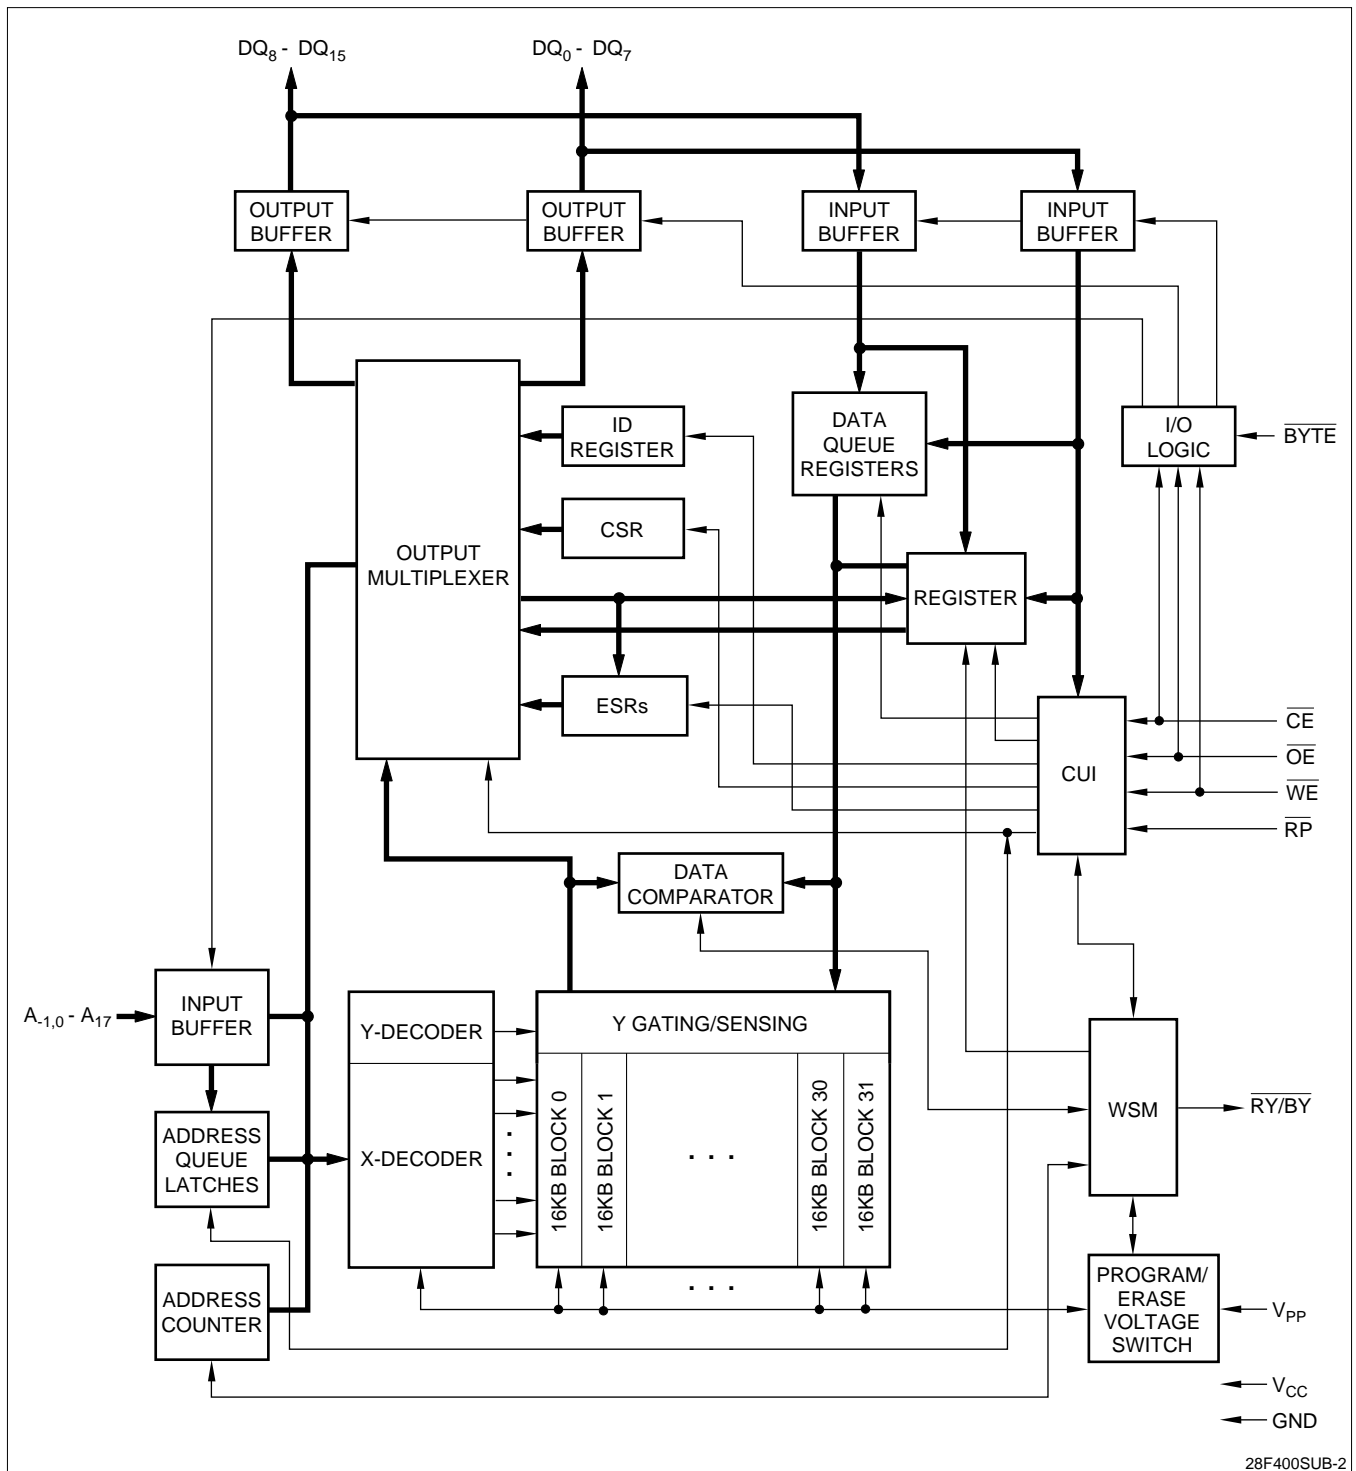 DQ8 - DQ15
DQ0 - DQ7
OUTPUT
BUFFER
OUTPUT
BUFFER
INPUT
BUFFER
INPUT
BUFFER
ID
REGISTER
DATA
QUEUE
REGISTERS
I/O
LOGIC
BYTE
CSR
OUTPUT
MULTIPLEXER
REGISTER
ESRs
CUI
CE
OE
WE
RP
DATA
COMPARATOR
A-1,0 - A17
INPUT
BUFFER
Y-DECODER
Y GATING/SENSING
ADDRESS
QUEUE
LATCHES
X-DECODER
16KB BLOCK 0
16KB BLOCK 1
. . .
16KB BLOCK 30
16KB BLOCK 31
WSM
RY/BY
ADDRESS
COUNTER
. . .
PROGRAM/
ERASE
VOLTAGE
SWITCH
VPP
VCC
GND
28F400SUB-2